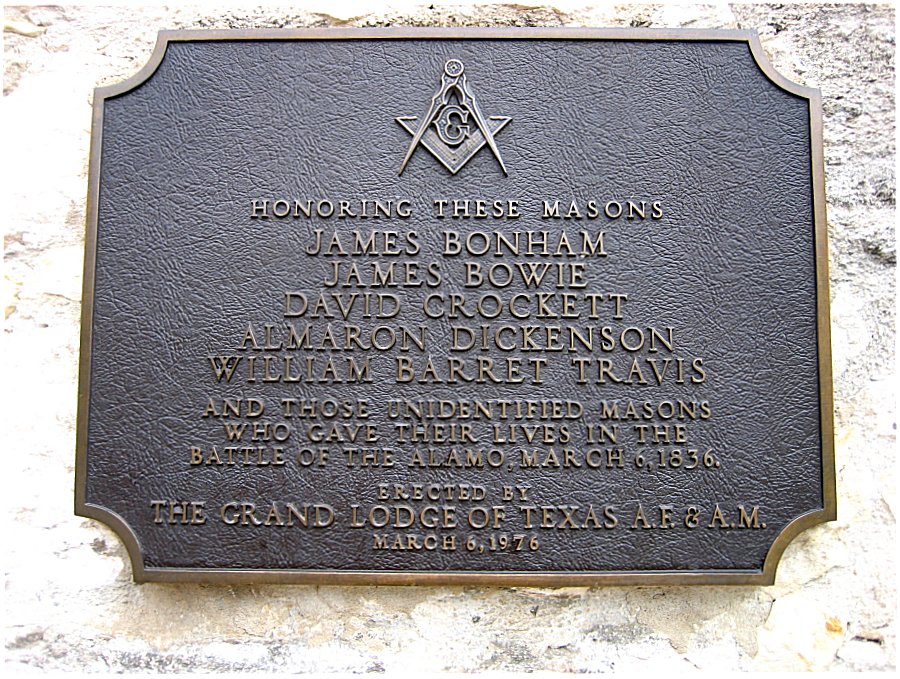 G
HONORING THESE MASONS
JAMES BONHAM
JAMES BOWIE
DAVID CROCKETT
ALMARON DICKENSON
WILLIAM BARRET TRAVIS
AND THOSE UNIDENTIFIED MASONS
WHO GAVE THEIR LIVES IN THE
BATTLE OF THE ALAMO, MARCH 6, 1836.
ERECTED BY
THE GRAND LODGE OF TEXAS A.F. & A.M.
MARCH 6, 1976